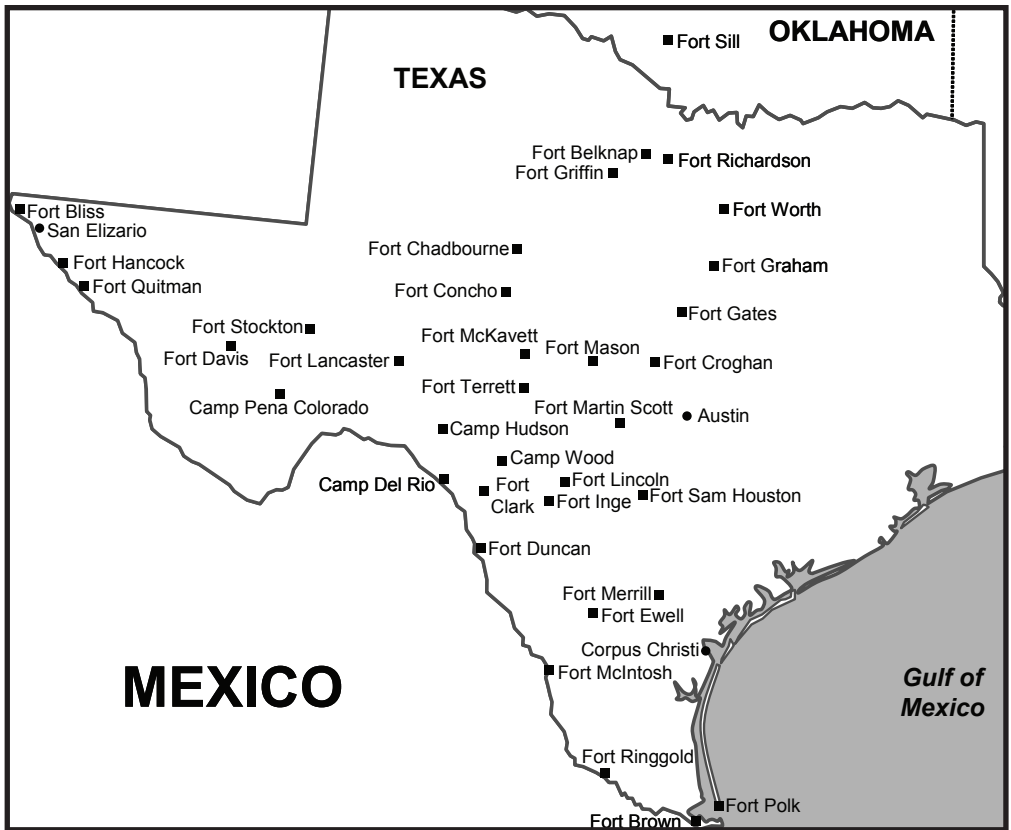 OKLAHOMA
Fort Sill
TEXAS
Fort Belknap
Fort Richardson
Fort Griffin
Fort Bliss
Fort Worth
San Elizario
Fort Chadbourne
Fort Hancock
Fort Graham
Fort Quitman
Fort Concho
Fort Gates
Fort Stockton
Fort McKavett
Fort Mason
Fort Davis
Fort Lancaster
Fort Croghan
Fort Terrett
Camp Pena Colorado
Fort Martin Scott
Austin
Camp Hudson
Camp Wood
Camp Del Rio
Fort
Clark
Fort Lincoln
Fort Inge
Fort Sam Houston
Fort Duncan
Fort Merrill
Fort Ewell
Corpus Christi
Fort McIntosh
MEXICO
Gulf of
Mexico
Fort Ringgold
Fort Polk
Fort Brown